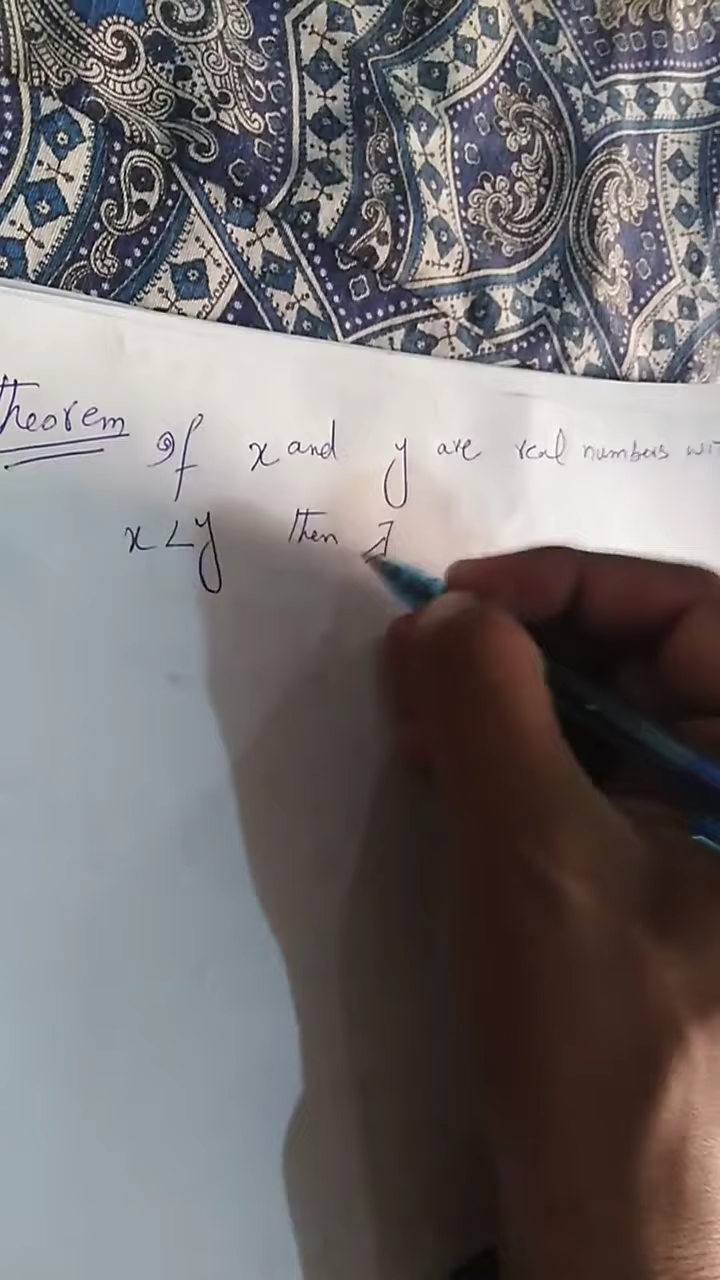 Theorem If x and y are real numbers wi
x < y then ∃